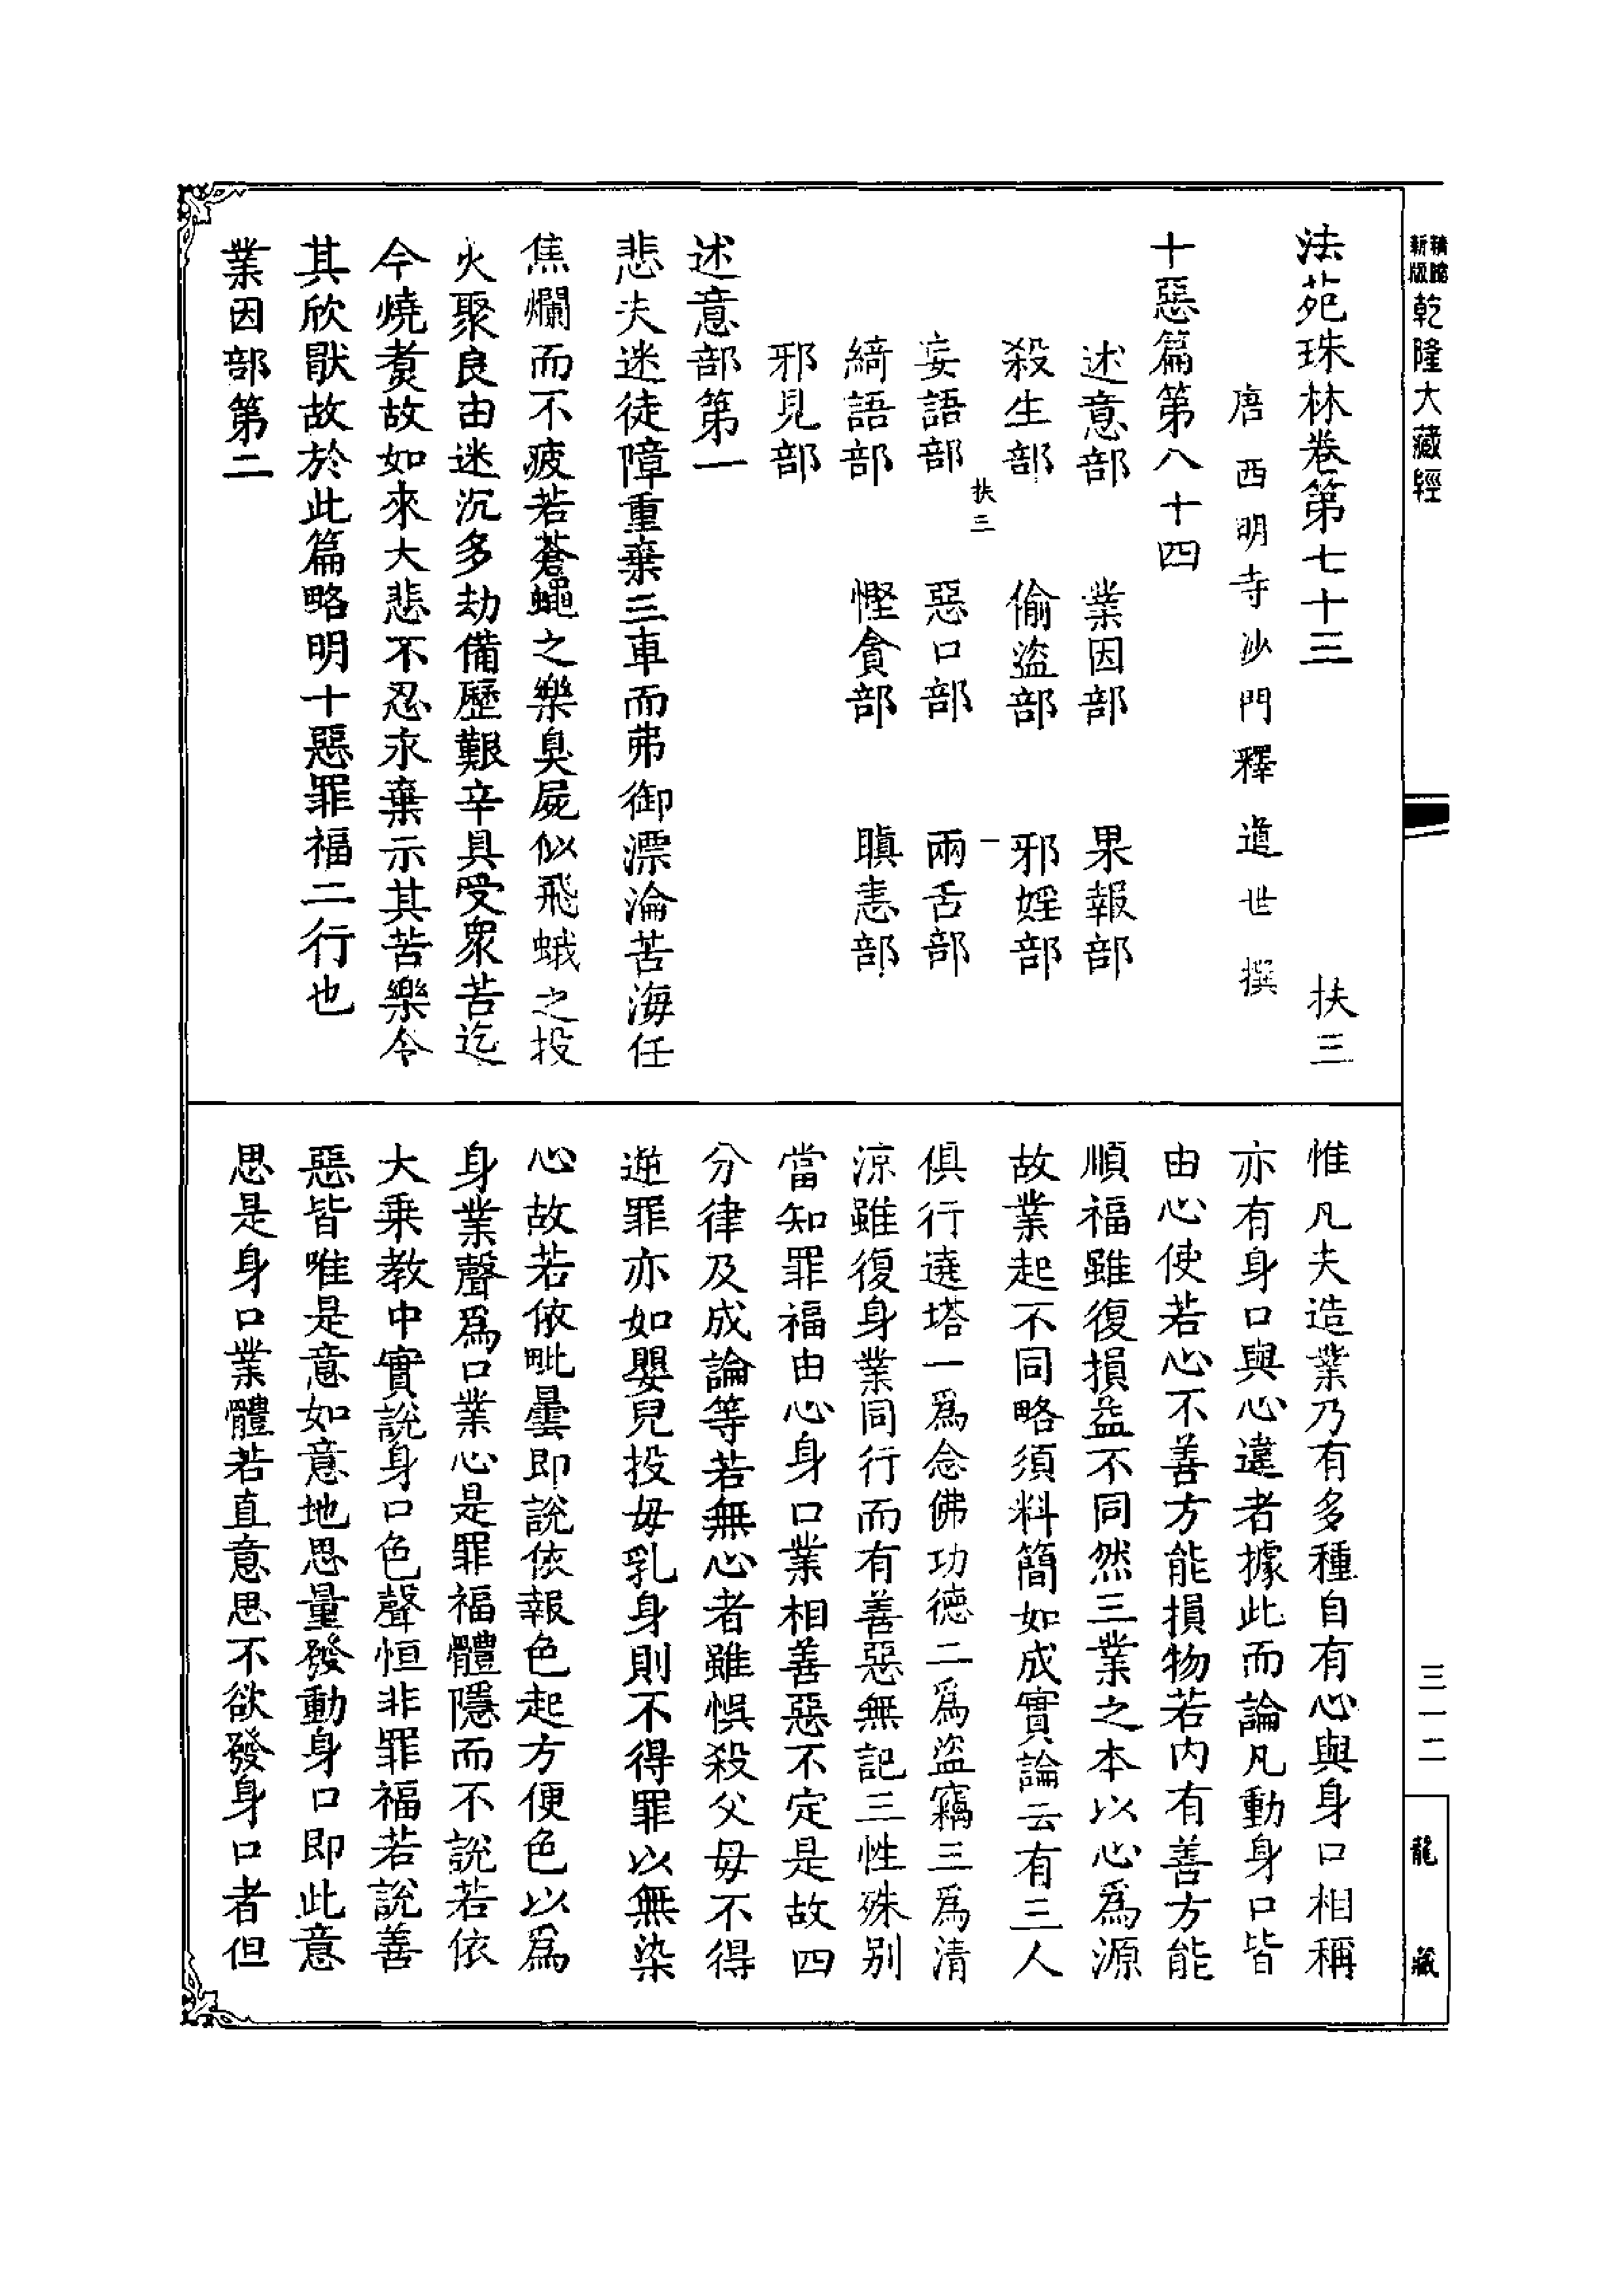 新版
乾隆大藏經
三一二
龍藏
法苑珠林卷第七十三 扶三
唐西明寺沙門釋道世撰
十惡篇第八十四
述意部 業因部 果報部
殺生部 偷盜部 邪婬部
扶三 一
妄語部 惡口部 兩舌部
綺語部 慳貪部 瞋恚部
邪見部
述意部第一
悲夫迷徒障重棄三車而弗御漂淪苦海任
焦爛而不疲若蒼蠅之樂臭屍似飛蛾之投
火聚良由迷沉多劫備歷艱辛具受眾苦迄
今燒煑故如來大悲不忍永棄示其苦樂令
其欣猒故於此篇略明十惡罪福二行也
業因部第二
惟凡夫造業乃有多種自有心與身口相稱
亦有身口與心違者據此而論凡動身口皆
由心使若心不善方能損物若內有善方能
順福雖復損益不同然三業之本以心為源
故業起不同略須料簡如成實論云有三人
俱行遶塔一為念佛功德二為盜竊三為清
涼雖復身業同行而有善惡無記三性殊別
當知罪福由心身口業相善惡不定是故四
分律及成論等若無心者雖悞殺父母不得
逆罪亦如嬰兒投母乳身則不得罪以無染
心故若依毗曇即說依報色起方便色以為
身業聲爲口業心是罪福體隱而不說若依
大乘教中實說身口色聲恒非罪福若說善
惡皆唯是意如意地思量發動身口即此意
思是身口業體若直意思不欲發身口者但